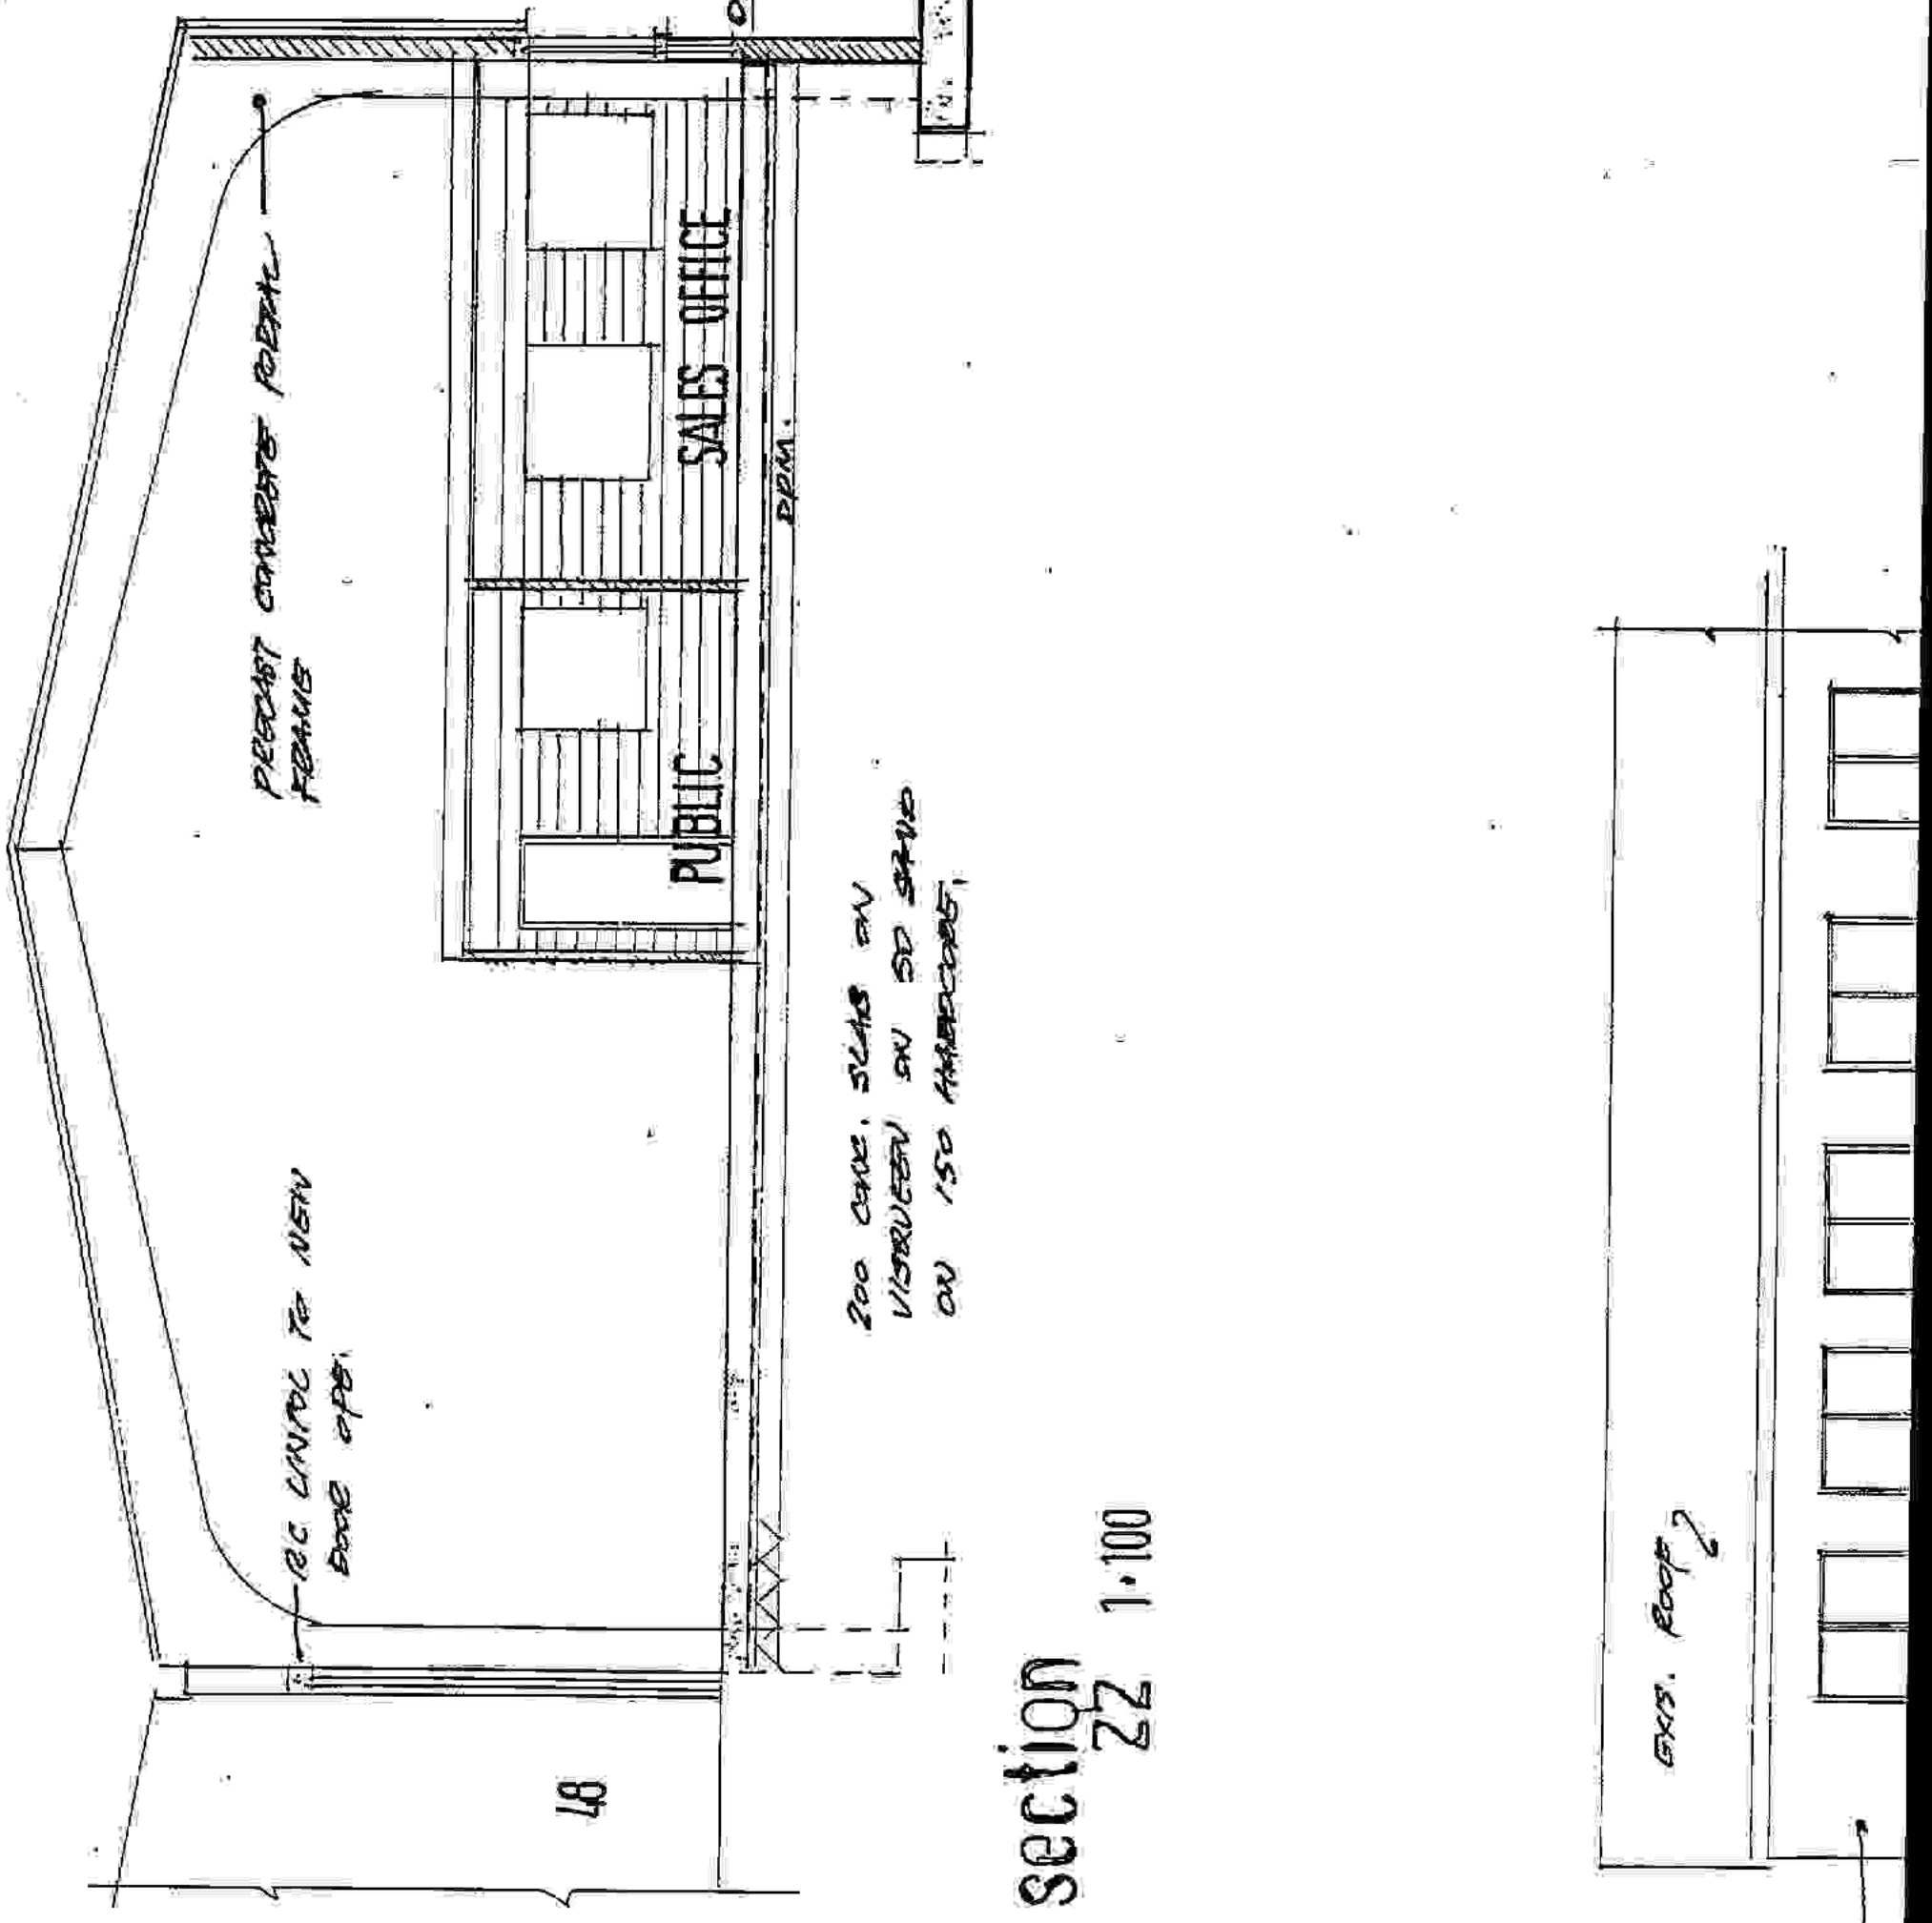 PRECAST CONCRETE PORTAL
FRAME
RC LINTOL TO NEW
DOOR OPG.
SALES OFFICE
PUBLIC
DPM.
48
200 CONC. SLAB ON
VISQUEEN ON 50 SAND
ON 150 HARDCORE.
section
ZZ 1:100
EXIS. ROOF